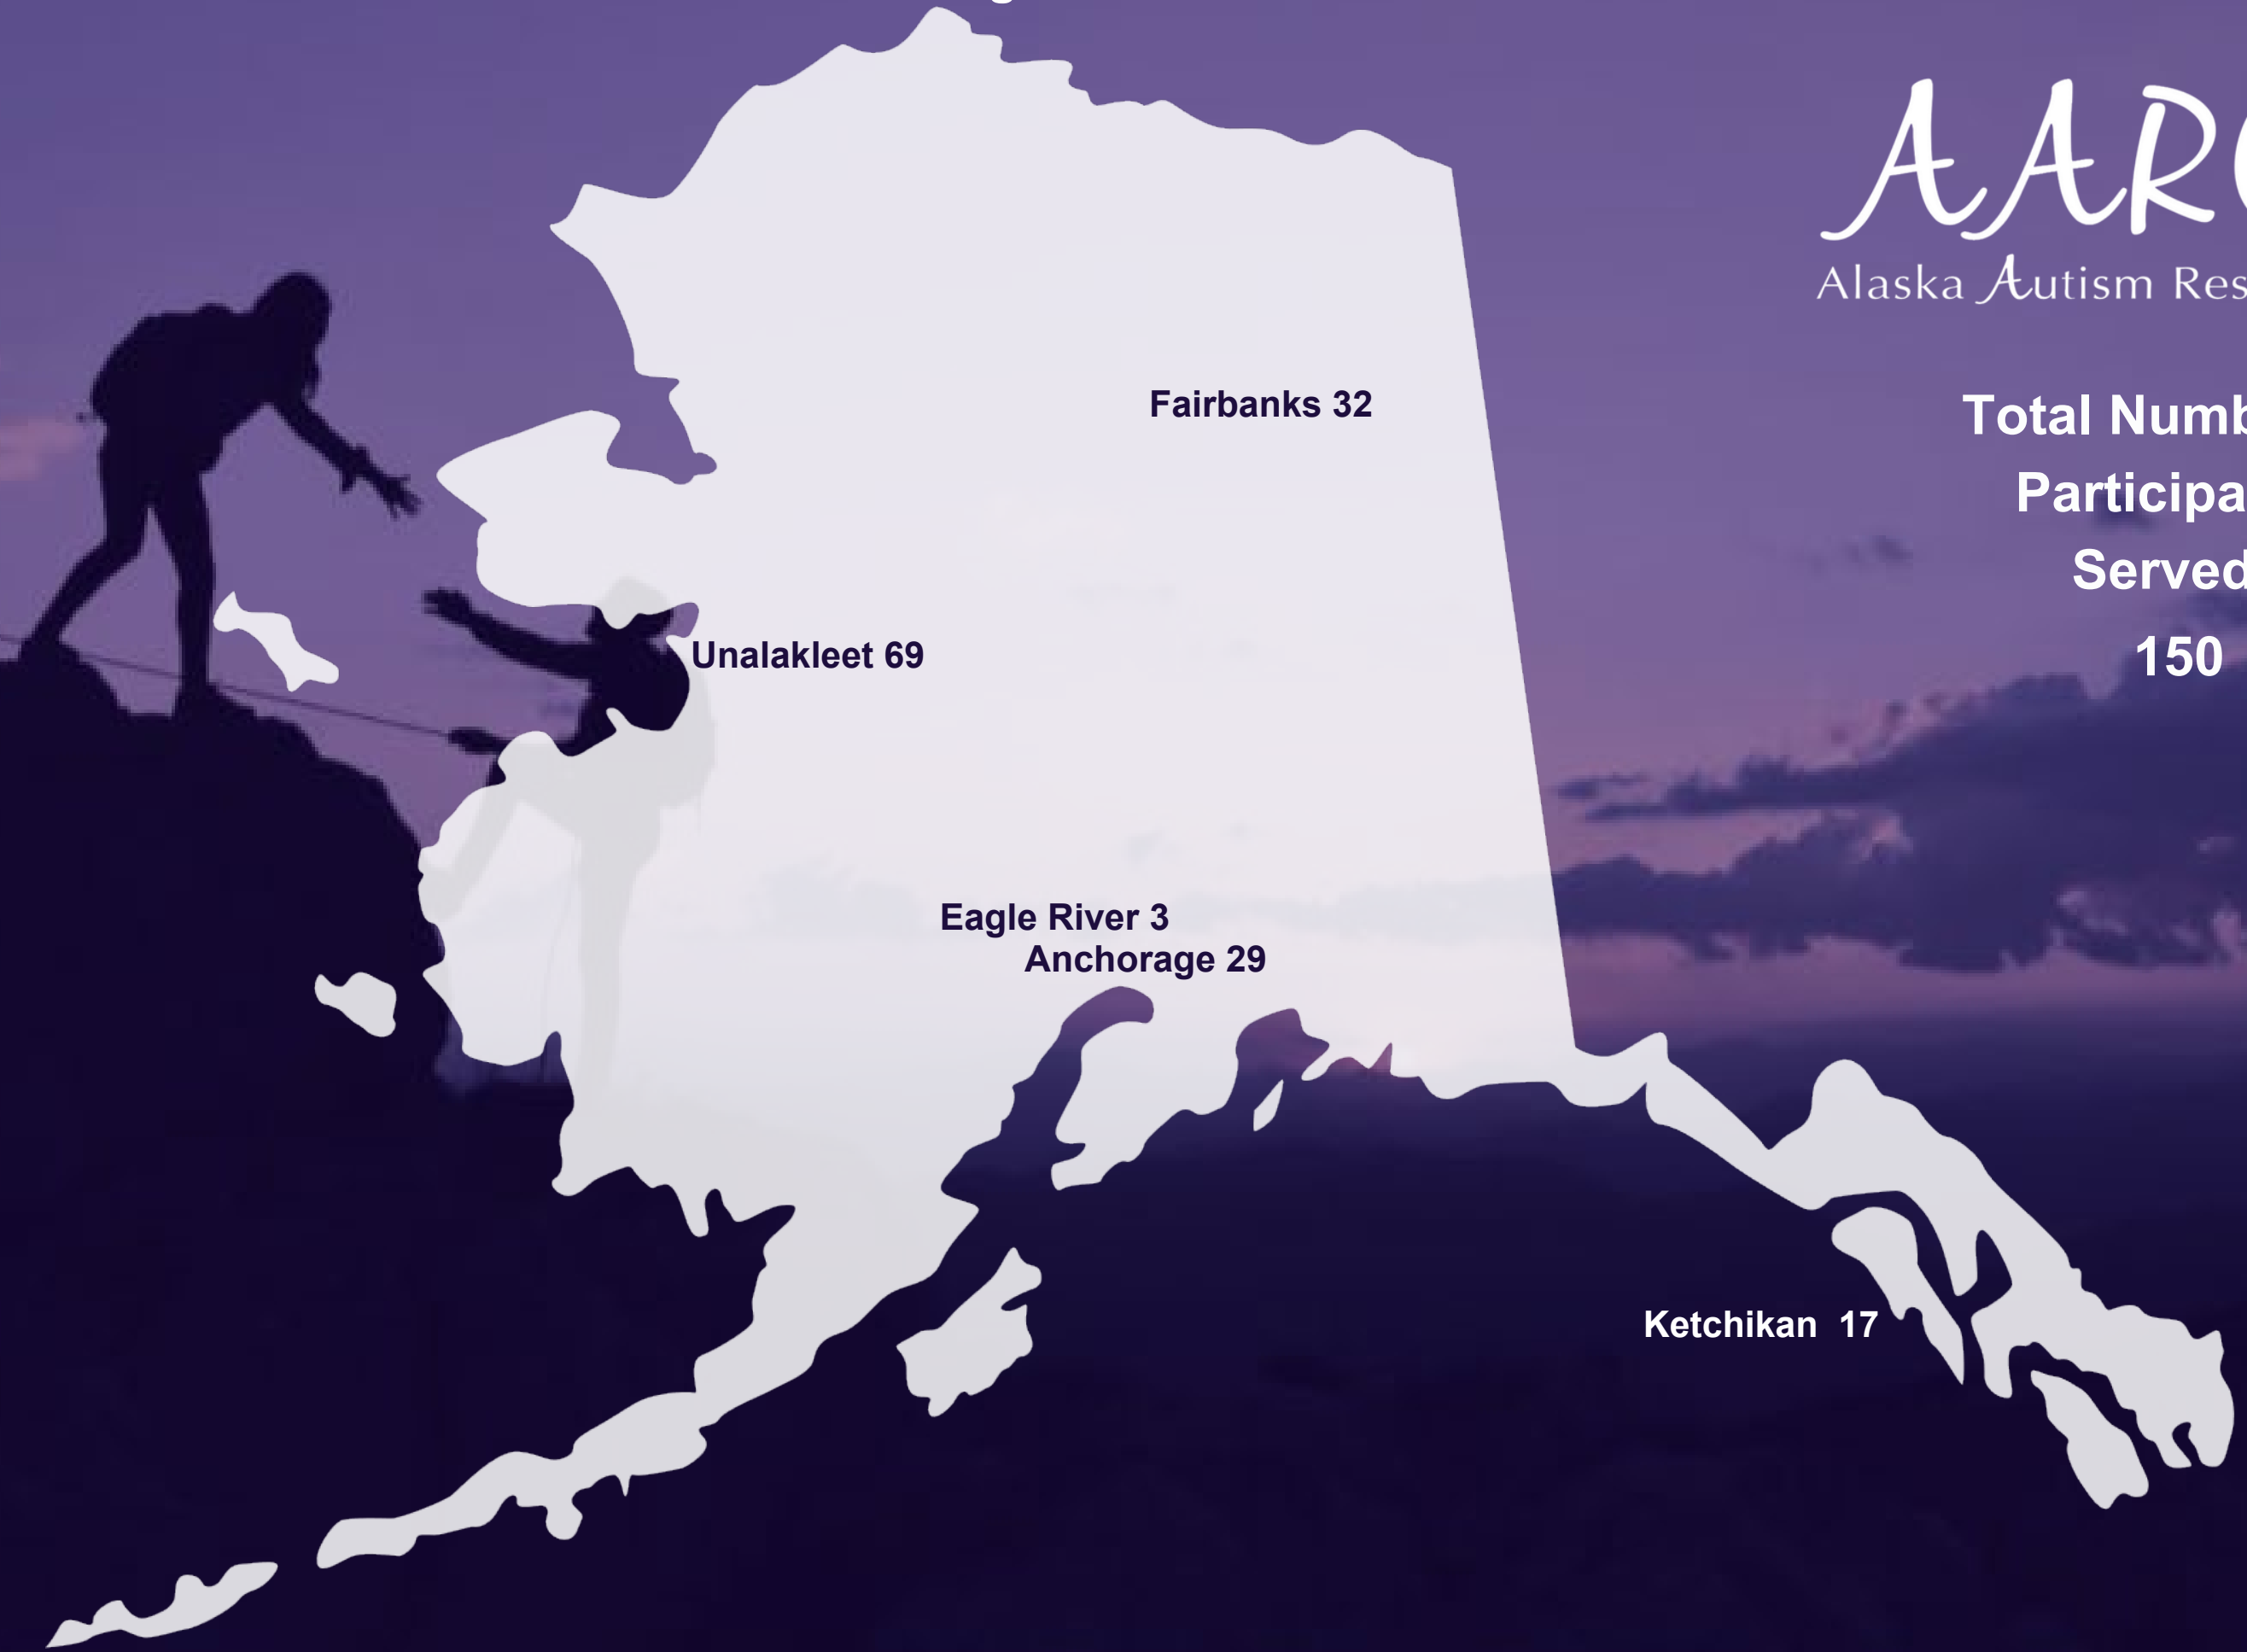 AAR
Alaska Autism Res
Fairbanks 32
Total Numb
Participa
Served
Unalakleet 69
150
Eagle River 3
Anchorage 29
Ketchikan 17